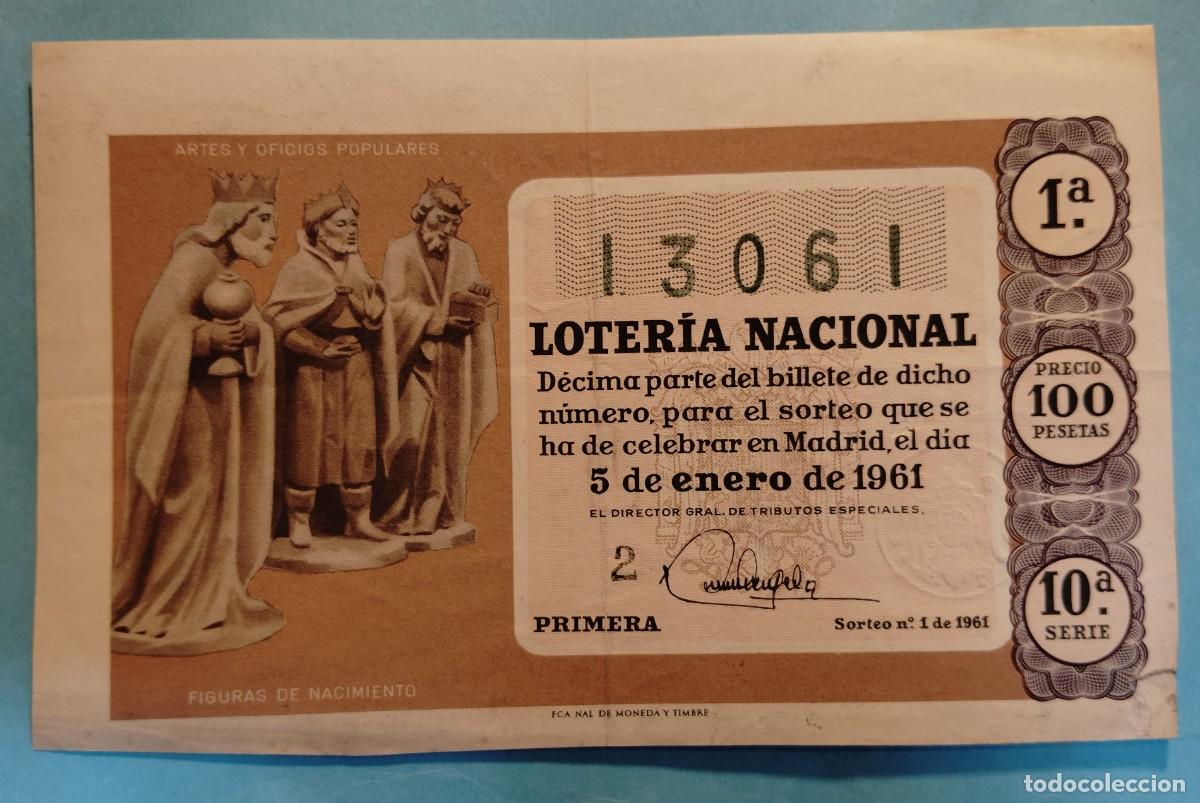 ARTES Y OFICIOS POPULARES
13061
1ª.
LOTERÍA NACIONAL
Décima parte del billete de dicho
número, para el sorteo que se
ha de celebrar en Madrid, el día
5 de enero de 1961
EL DIRECTOR GRAL. DE TRIBUTOS ESPECIALES,
2
PRIMERA
Sorteo nº. 1 de 1961
PRECIO
100
PESETAS
10ª.
SERIE
FIGURAS DE NACIMIENTO
FCA NAL DE MONEDA Y TIMBRE
todocoleccion